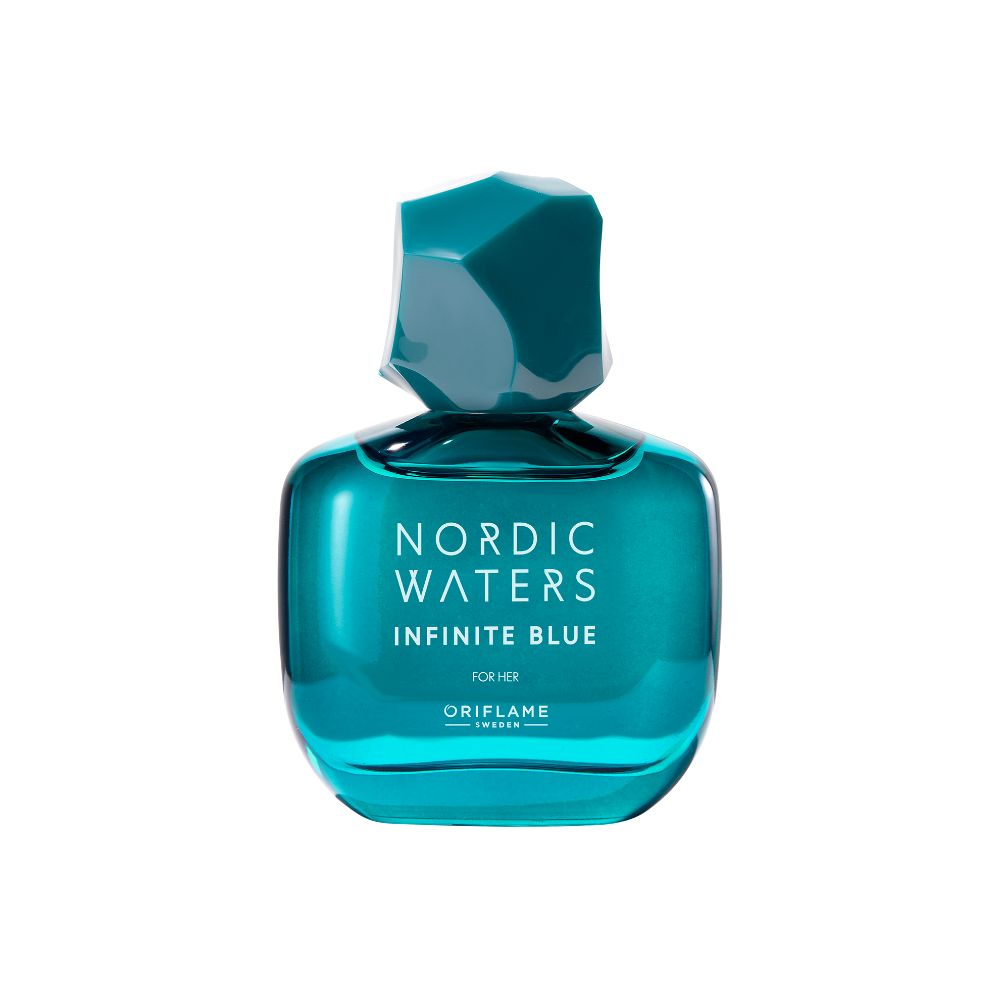 NORDIC
WATERS
INFINITE BLUE
FOR HER
ORIFLAME
SWEDEN